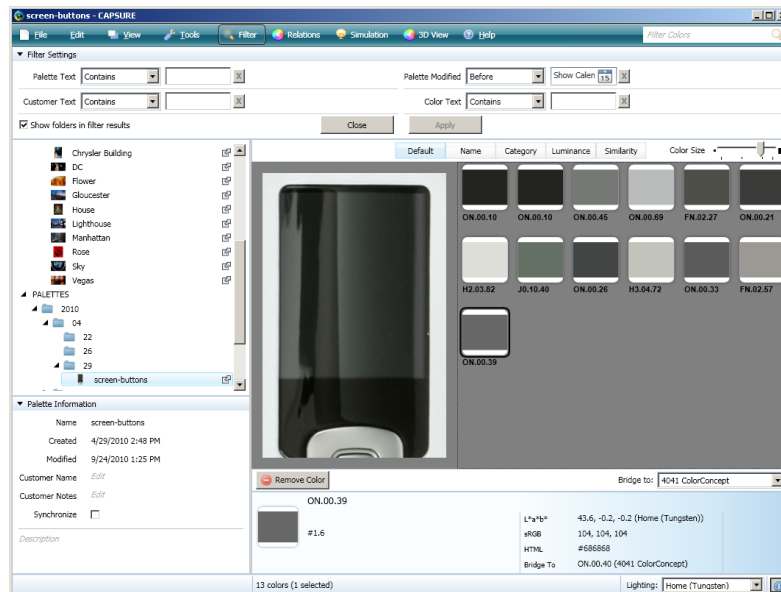 screen-buttons - CAPSURE
File Edit View Tools Filter Relations Simulation 3D View Help Filter Colors
Filter Settings
Palette Text Contains X Palette Modified Before Show Calen 15 X
Customer Text Contains X Color Text Contains X
Show folders in filter results Close Apply
Default Name Category Luminance Similarity Color Size
Chrysler Building
DC
Flower
Gloucester
House
Lighthouse
Manhattan
Rose
Sky
Vegas
PALETTES
2010
04
22
26
29
screen-buttons
ON.00.10 ON.00.10 ON.00.45 ON.00.69 FN.02.27 ON.00.21
H2.03.82 J0.10.40 ON.00.26 H3.04.72 ON.00.33 FN.02.57
ON.00.39
Palette Information
Name screen-buttons
Created 4/29/2010 2:48 PM
Modified 9/24/2010 1:25 PM
Customer Name Edit
Customer Notes Edit
Synchronize
Description
Remove Color Bridge to: 4041 ColorConcept
ON.00.39
#1.6
L*a*b* 43.6, -0.2, -0.2 (Home (Tungsten))
sRGB 104, 104, 104
HTML #686868
Bridge To ON.00.40 (4041 ColorConcept)
13 colors (1 selected) Lighting: Home (Tungsten)